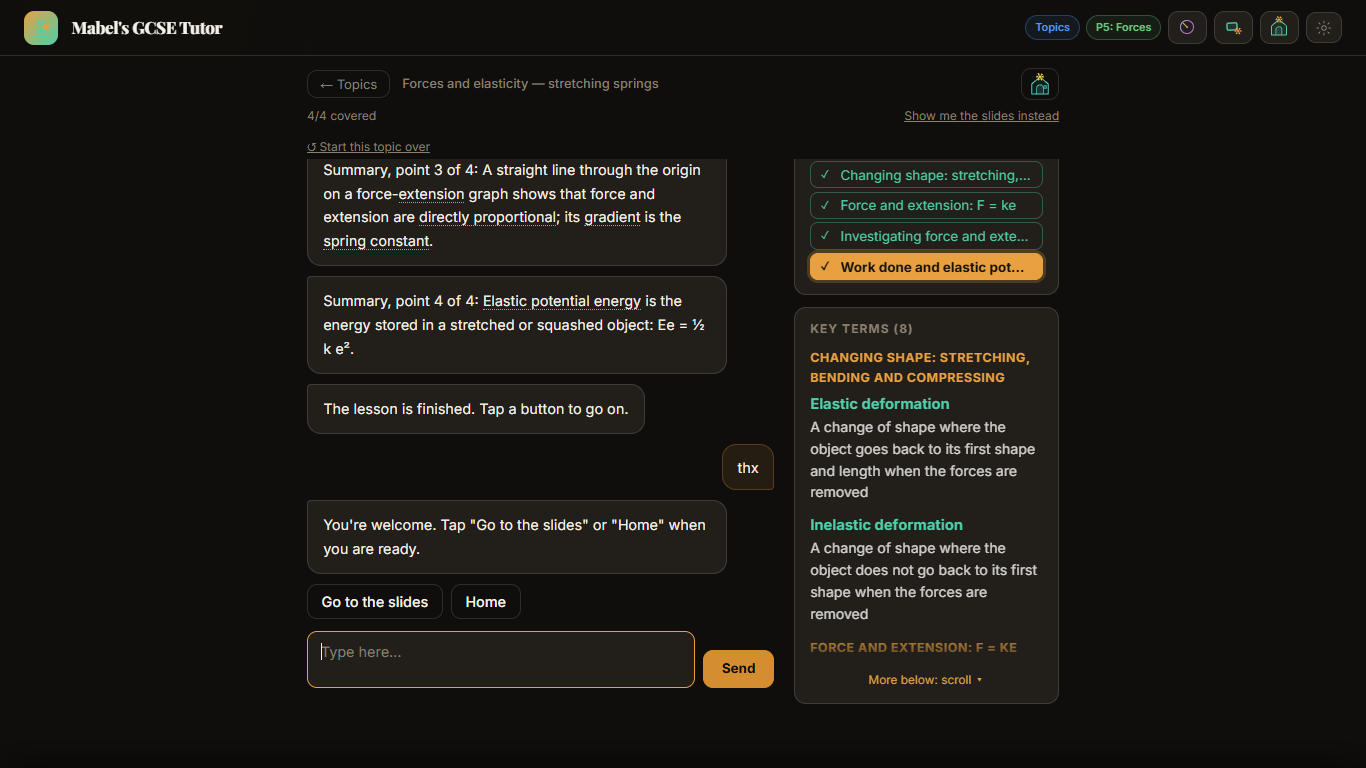 Mabel's GCSE Tutor
Topics
P5: Forces
← Topics
Forces and elasticity — stretching springs
4/4 covered
Show me the slides instead
↺ Start this topic over
Summary, point 3 of 4: A straight line through the origin
on a force-extension graph shows that force and
extension are directly proportional; its gradient is the
spring constant.
Summary, point 4 of 4: Elastic potential energy is the
energy stored in a stretched or squashed object: Ee = ½
k e².
The lesson is finished. Tap a button to go on.
thx
You're welcome. Tap "Go to the slides" or "Home" when
you are ready.
Go to the slides
Home
Type here...
Send
✓ Changing shape: stretching,...
✓ Force and extension: F = ke
✓ Investigating force and exte...
✓ Work done and elastic pot...
KEY TERMS (8)
CHANGING SHAPE: STRETCHING,
BENDING AND COMPRESSING
Elastic deformation
A change of shape where the
object goes back to its first shape
and length when the forces are
removed
Inelastic deformation
A change of shape where the
object does not go back to its first
shape when the forces are
removed
FORCE AND EXTENSION: F = KE
More below: scroll ▾